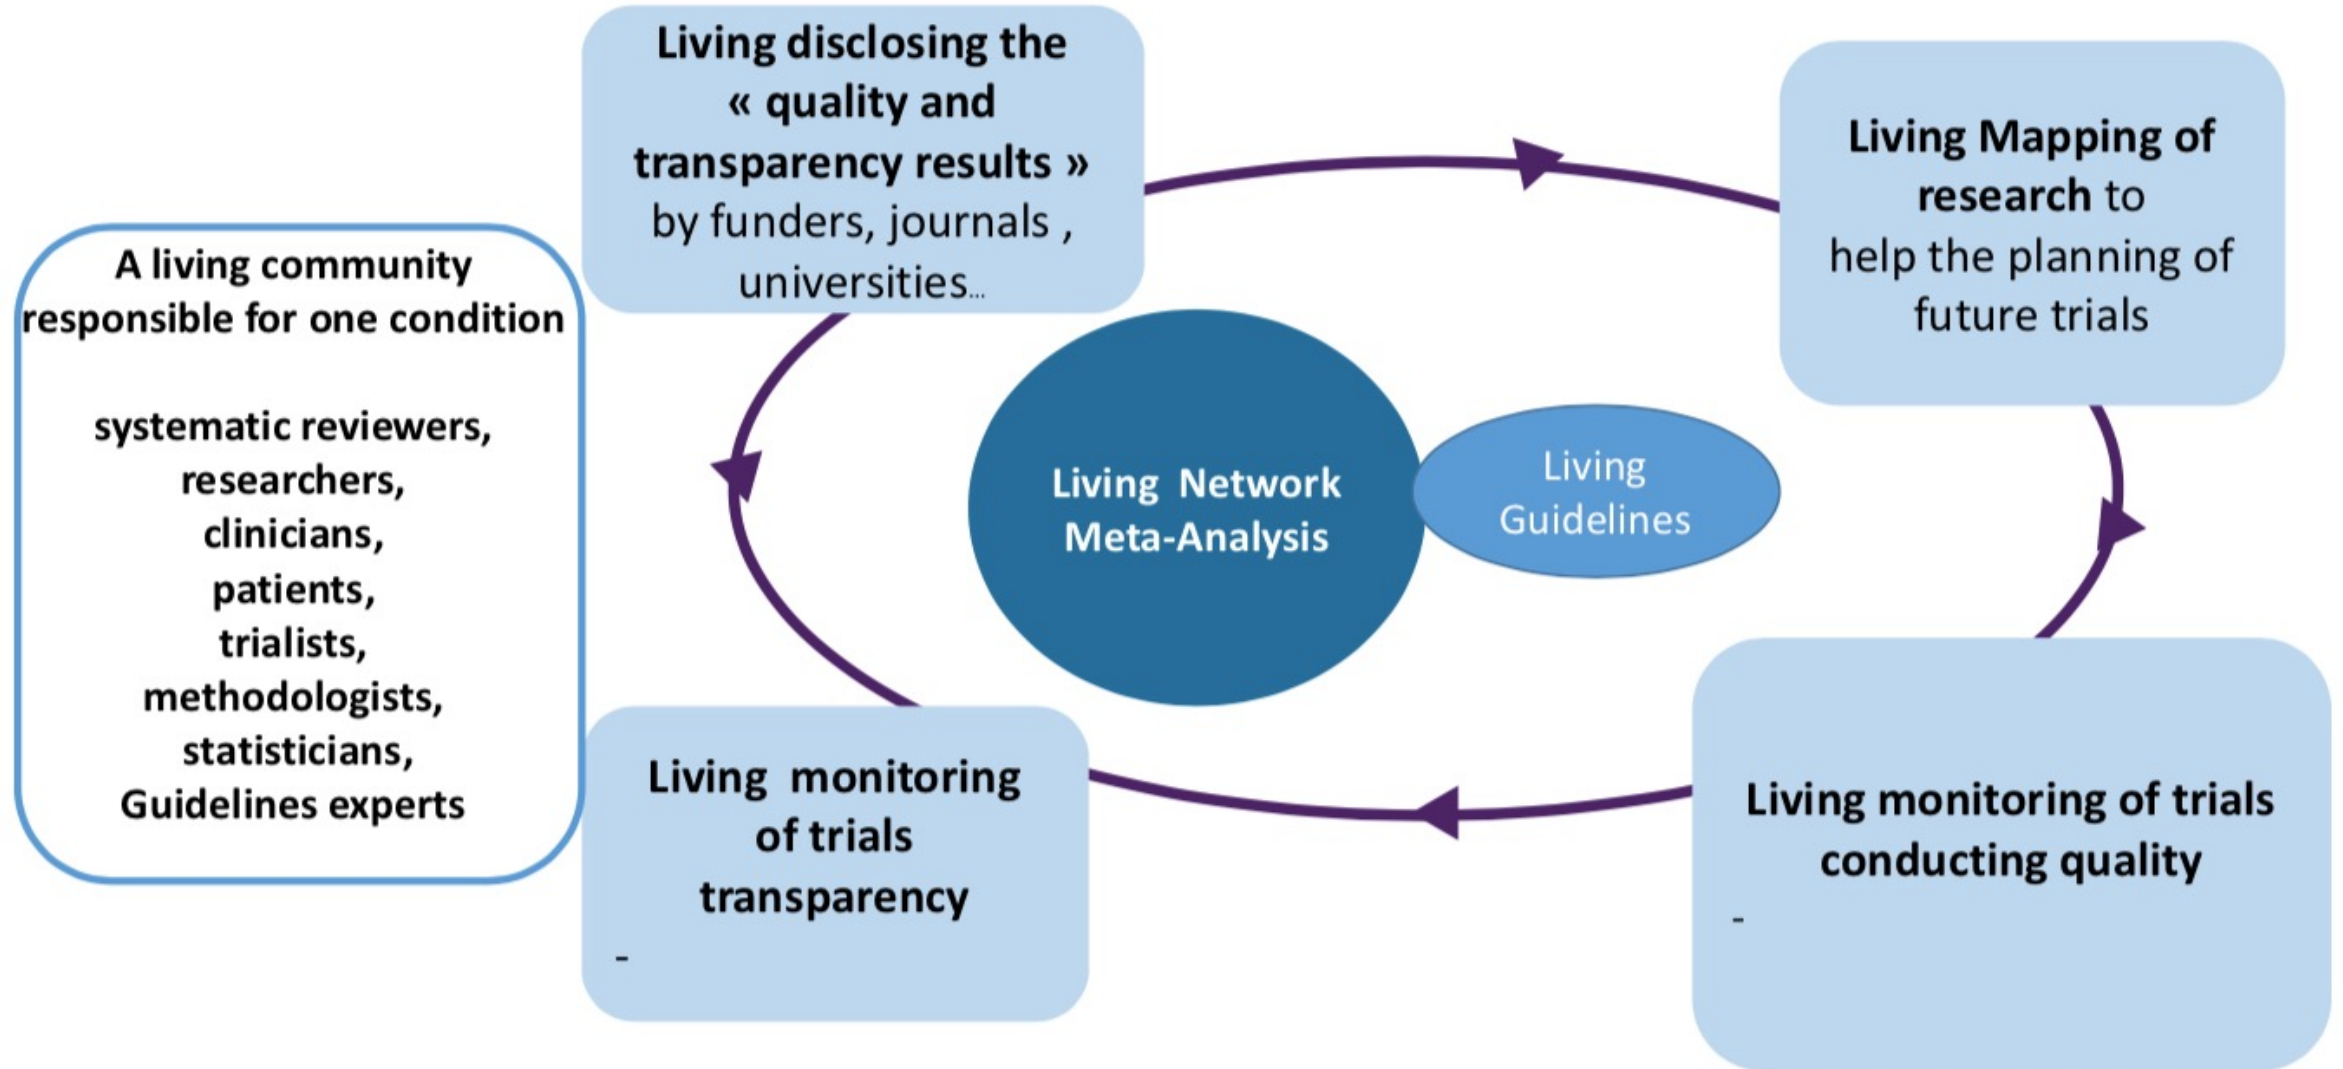 Living disclosing the
« quality and
transparency results »
by funders, journals ,
universities...
Living Mapping of
research to
help the planning of
future trials
A living community
responsible for one condition
systematic reviewers,
researchers,
clinicians,
patients,
trialists,
methodologists,
statisticians,
Guidelines experts
Living Network
Meta-Analysis
Living
Guidelines
Living monitoring
of trials
transparency
-
Living monitoring of trials
conducting quality
-